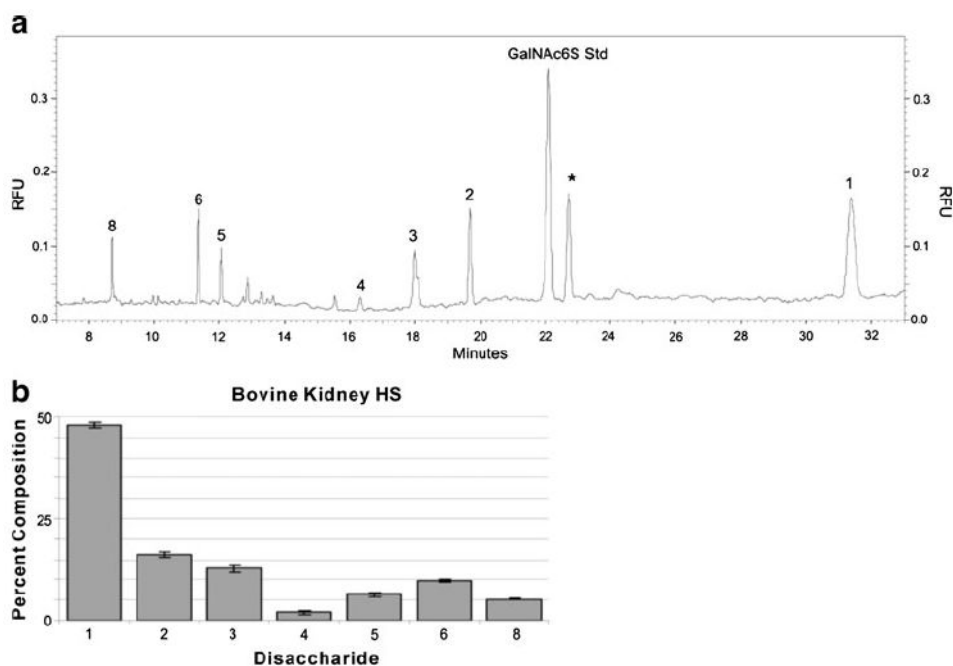 a
GalNAc6S Std
0.3 0.3
*
0.2 0.2
RFU RFU
8 6 5 4 3 2 1
0.1 0.1
0.0 0.0
8 10 12 14 16 18 20 22 24 26 28 30 32
Minutes
b
Bovine Kidney HS
50
25
0
Percent Composition
1 2 3 4 5 6 8
Disaccharide